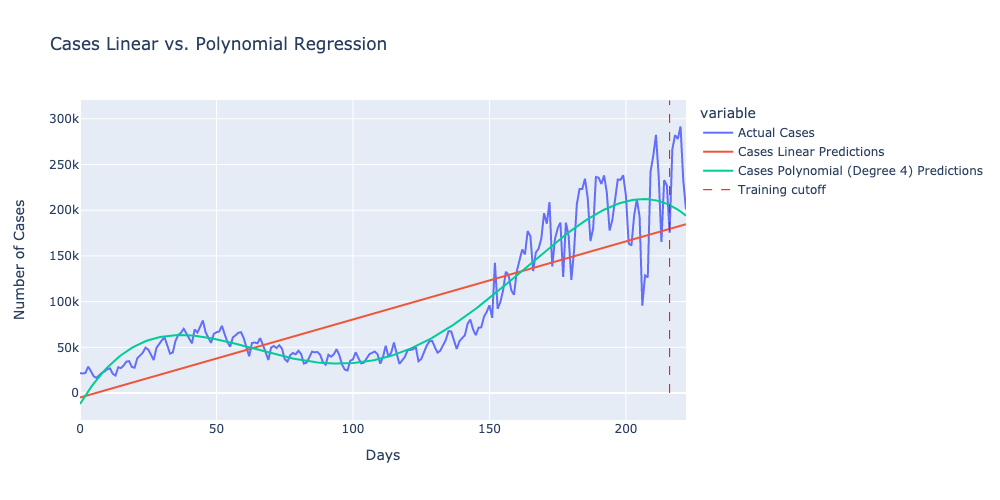 Cases Linear vs. Polynomial Regression
variable
Actual Cases
Cases Linear Predictions
Cases Polynomial (Degree 4) Predictions
Training cutoff
Number of Cases
300k
250k
200k
150k
100k
50k
0
0 50 100 150 200
Days